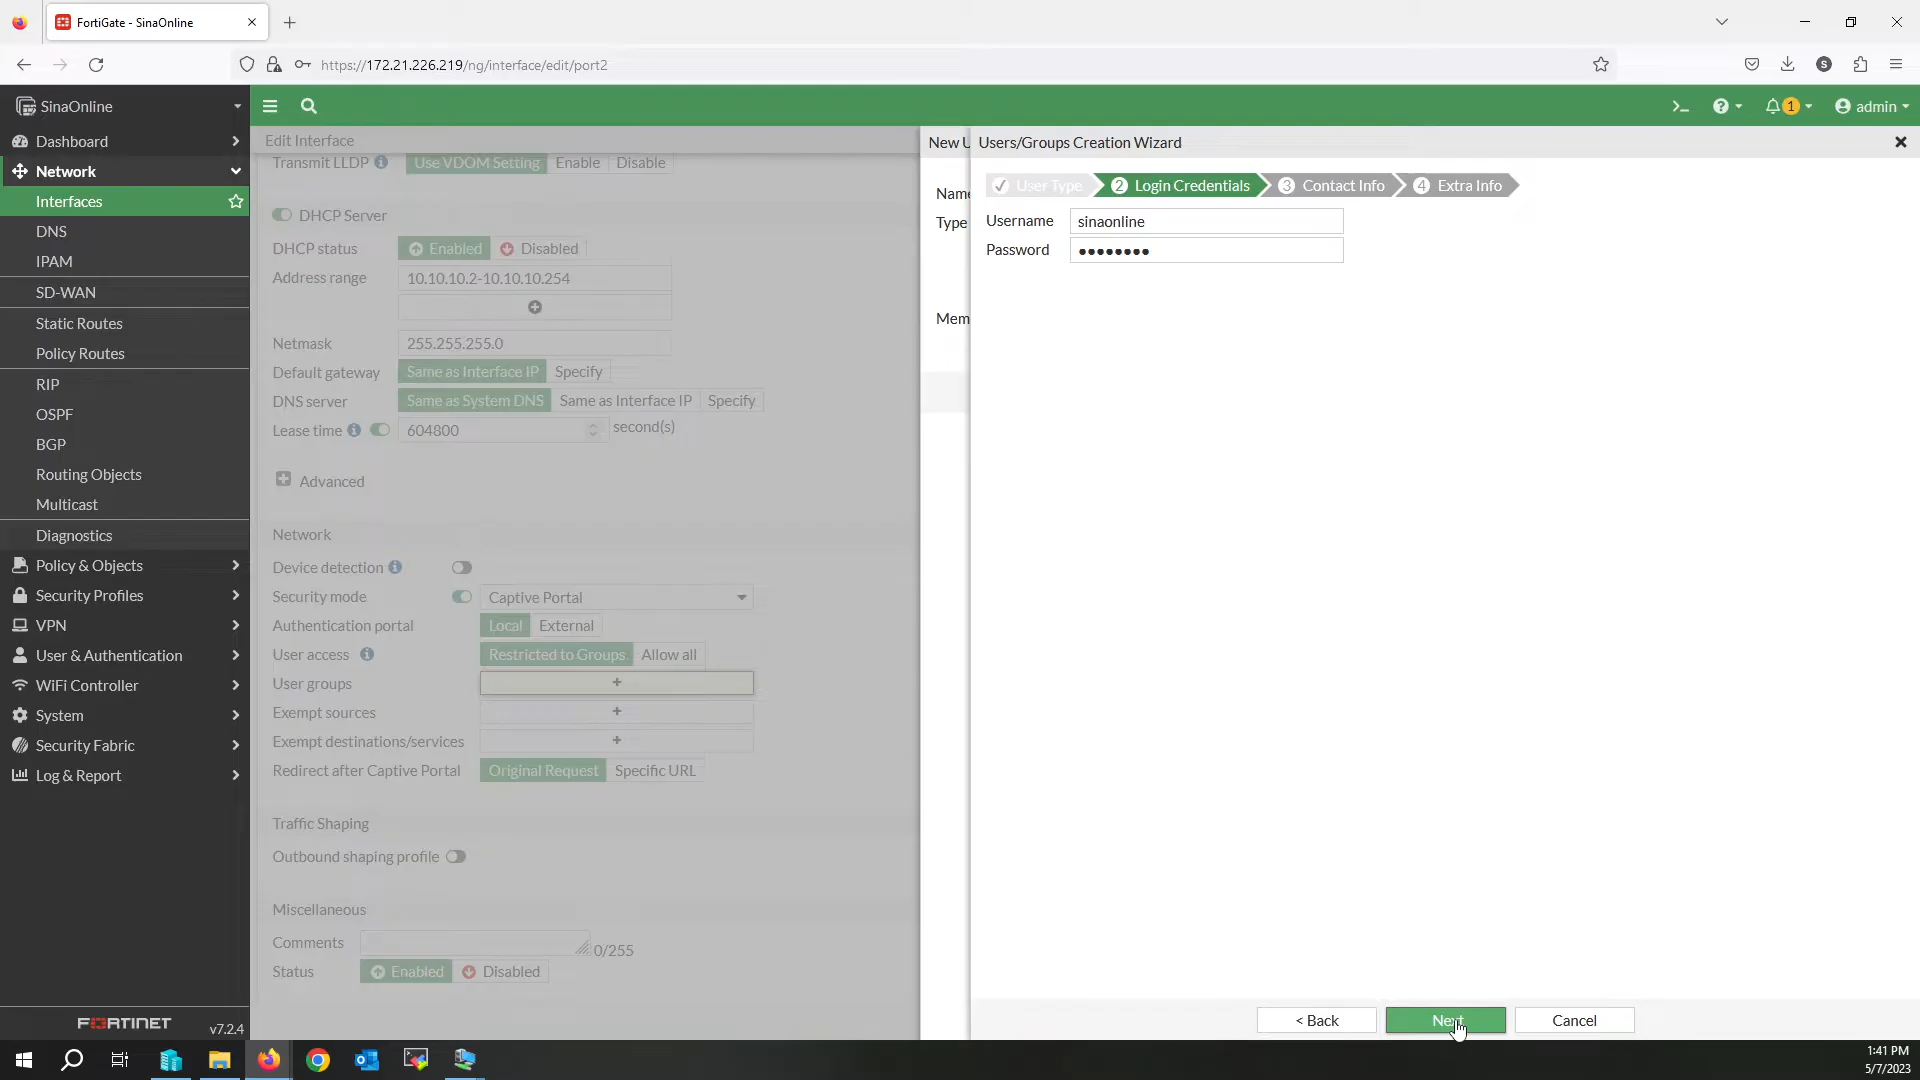 FortiGate - SinaOnline
https://172.21.226.219/ng/interface/edit/port2
S
SinaOnline
1
admin
Dashboard
Network
Interfaces
DNS
IPAM
SD-WAN
Static Routes
Policy Routes
RIP
OSPF
BGP
Routing Objects
Multicast
Diagnostics
Policy & Objects
Security Profiles
VPN
User & Authentication
WiFi Controller
System
Security Fabric
Log & Report
FORTINET v7.2.4
Edit Interface
Transmit LLDP Use VDOM Setting Enable Disable
DHCP Server
DHCP status Enabled Disabled
Address range 10.10.10.2-10.10.10.254
Netmask 255.255.255.0
Default gateway Same as Interface IP Specify
DNS server Same as System DNS Same as Interface IP Specify
Lease time 604800 second(s)
Advanced
Network
Device detection
Security mode Captive Portal
Authentication portal Local External
User access Restricted to Groups Allow all
User groups +
Exempt sources +
Exempt destinations/services +
Redirect after Captive Portal Original Request Specific URL
Traffic Shaping
Outbound shaping profile
Miscellaneous
Comments 0/255
Status Enabled Disabled
New U
Name
Type
Mem
Users/Groups Creation Wizard
User Type 2 Login Credentials 3 Contact Info 4 Extra Info
Username sinaonline
Password ••••••••
< Back Next Cancel
1:41 PM
5/7/2023